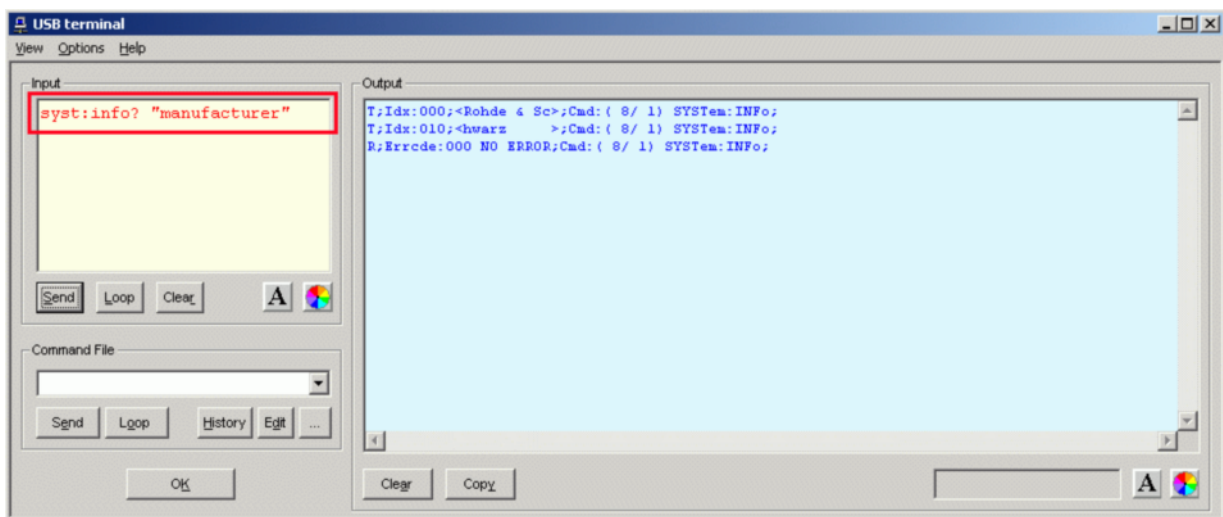 USB terminal
View Options Help
Input
syst:info? "manufacturer"
Send Loop Clear A
Command File
Send Loop History Edit ...
OK
Output
T;Idx:000;<Rohde & Sc>;Cmd:( 8/ 1) SYSTem:INFo;
T;Idx:010;<hwarz     >;Cmd:( 8/ 1) SYSTem:INFo;
R;Errcde:000 NO ERROR;Cmd:( 8/ 1) SYSTem:INFo;
Clear Copy A